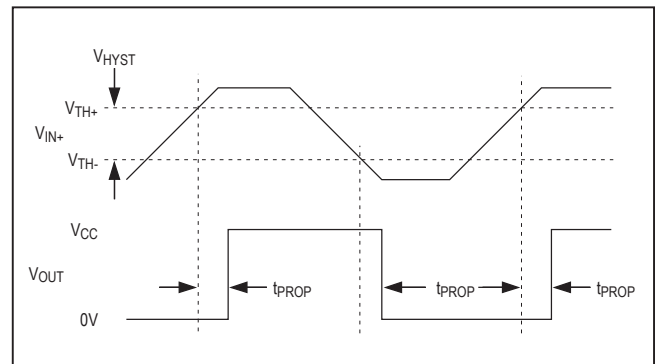 VHYST
VTH+
VIN+
VTH-
VCC
VOUT
tPROP
tPROP
tPROP
0V